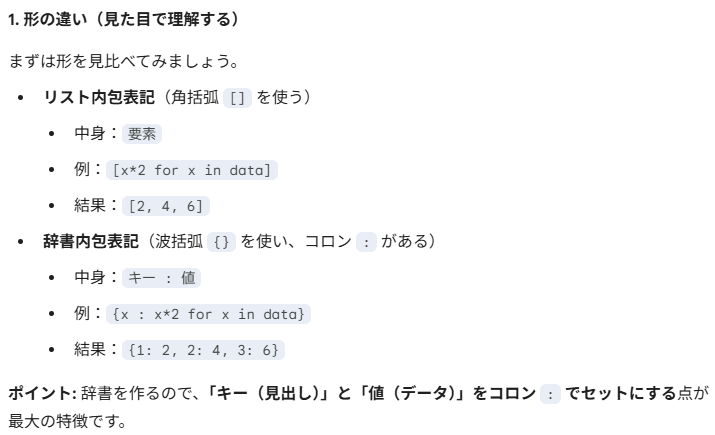 1. 形の違い（見た目で理解する）
まずは形を見比べてみましょう。
• リスト内包表記（角括弧 [] を使う）
• 中身： 要素
• 例： [x*2 for x in data]
• 結果： [2, 4, 6]
• 辞書内包表記（波括弧 {} を使い、コロン : がある）
• 中身： キー : 値
• 例： {x : x*2 for x in data}
• 結果： {1: 2, 2: 4, 3: 6}
ポイント: 辞書を作るので、「キー（見出し）」と「値（データ）」をコロン : でセットにする点が
最大の特徴です。